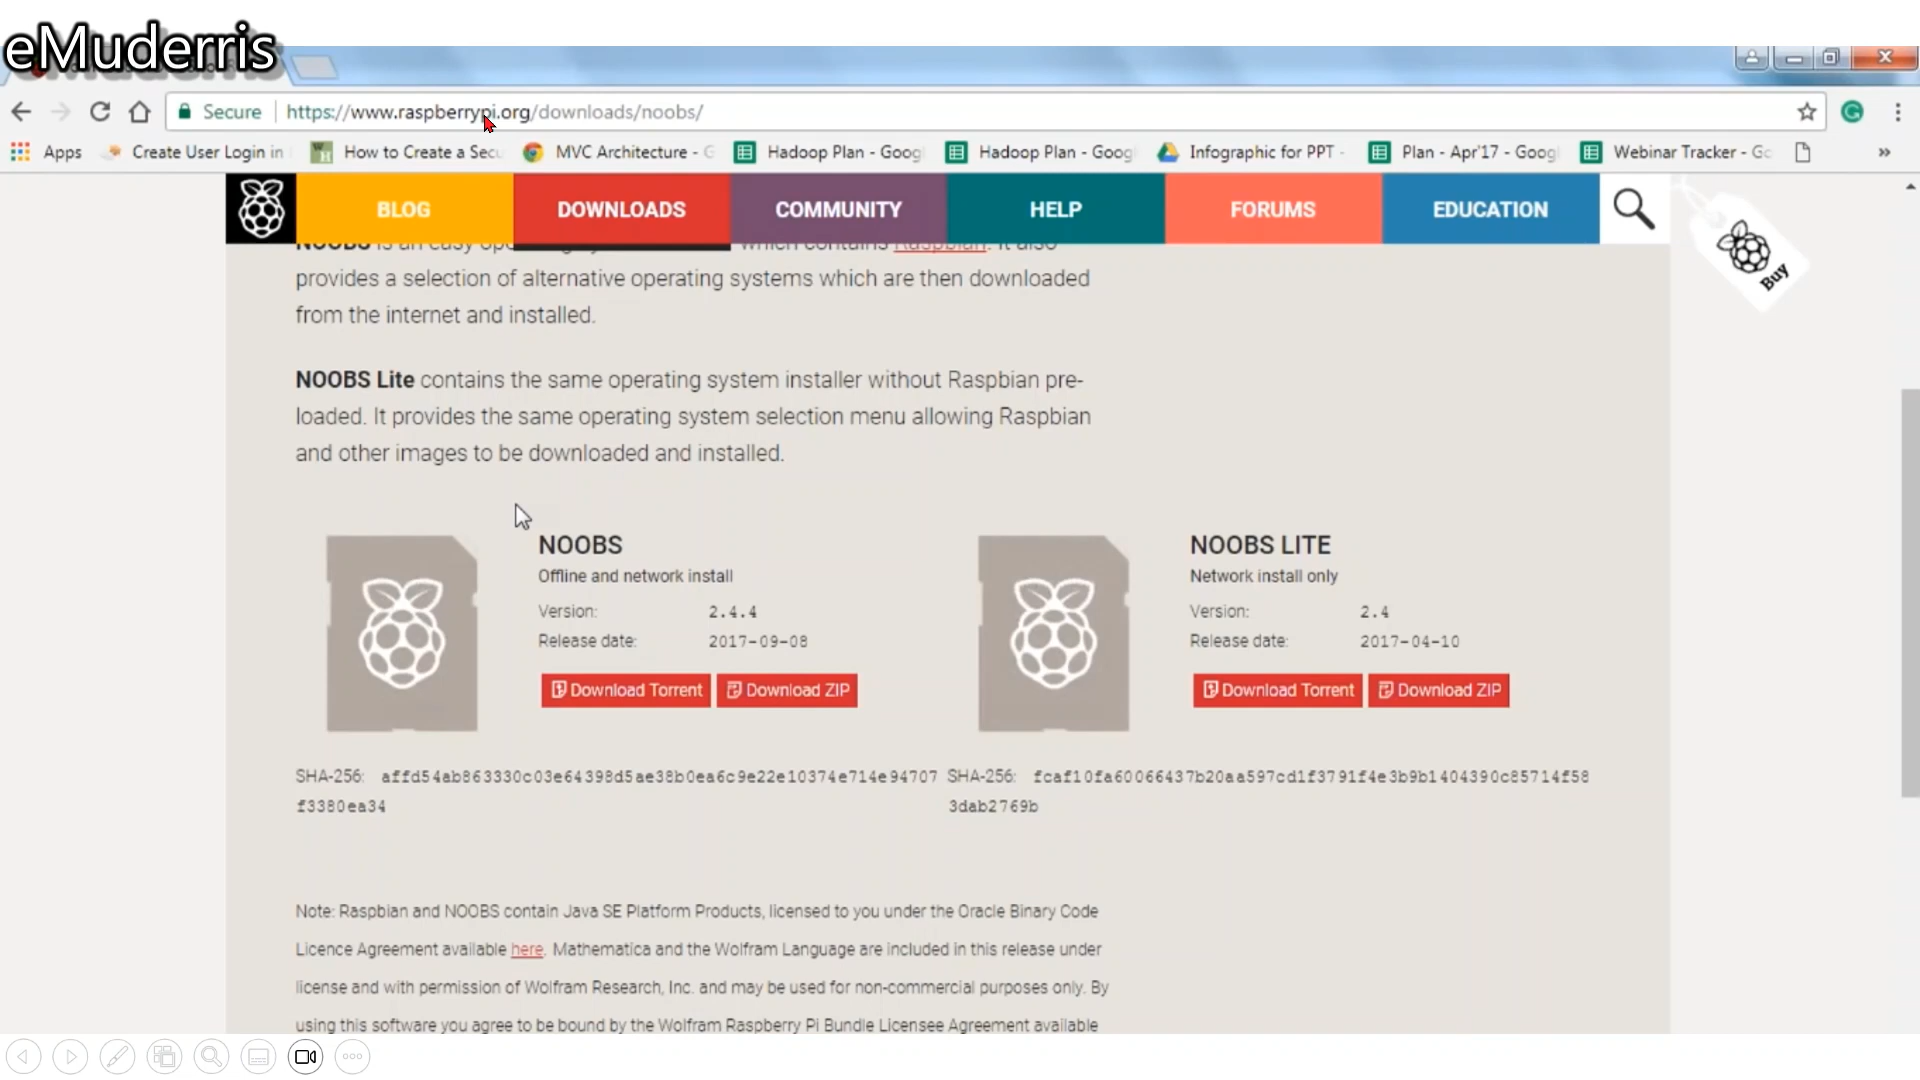 eMuderris
Secure https://www.raspberrypi.org/downloads/noobs/
Apps Create User Login in How to Create a Secu MVC Architecture - G Hadoop Plan - Goog Hadoop Plan - Goog Infographic for PPT - Plan - Apr'17 - Goog Webinar Tracker - Go »
BLOG DOWNLOADS COMMUNITY HELP FORUMS EDUCATION
Buy
NOOBS is an easy which contains Raspbian. It also
provides a selection of alternative operating systems which are then downloaded
from the internet and installed.
NOOBS Lite contains the same operating system installer without Raspbian pre-
loaded. It provides the same operating system selection menu allowing Raspbian
and other images to be downloaded and installed.
NOOBS
Offline and network install
Version: 2.4.4
Release date: 2017-09-08
Download Torrent Download ZIP
SHA-256: affd54ab863330c03e64398d5ae38b0ea6c9e22e10374e714e94707
f3380ea34
NOOBS LITE
Network install only
Version: 2.4
Release date: 2017-04-10
Download Torrent Download ZIP
SHA-256: fcaf10fa60066437b20aa597cd1f3791f4e3b9b1404390c85714f58
3dab2769b
Note: Raspbian and NOOBS contain Java SE Platform Products, licensed to you under the Oracle Binary Code
Licence Agreement available here. Mathematica and the Wolfram Language are included in this release under
license and with permission of Wolfram Research, Inc. and may be used for non-commercial purposes only. By
using this software you agree to be bound by the Wolfram Raspberry Pi Bundle Licensee Agreement available